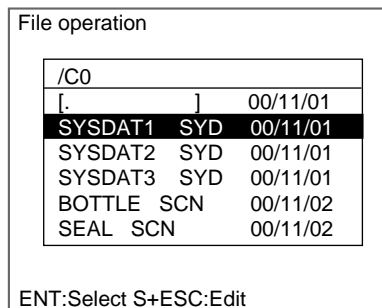 File operation
/C0
[. ] 00/11/01
SYSDAT1 SYD 00/11/01
SYSDAT2 SYD 00/11/01
SYSDAT3 SYD 00/11/01
BOTTLE SCN 00/11/02
SEAL SCN 00/11/02
ENT:Select S+ESC:Edit